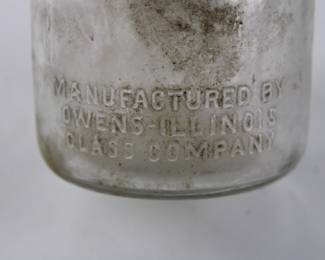 MANUFACTURED BY
OWENS-ILLINOIS
GLASS COMPANY